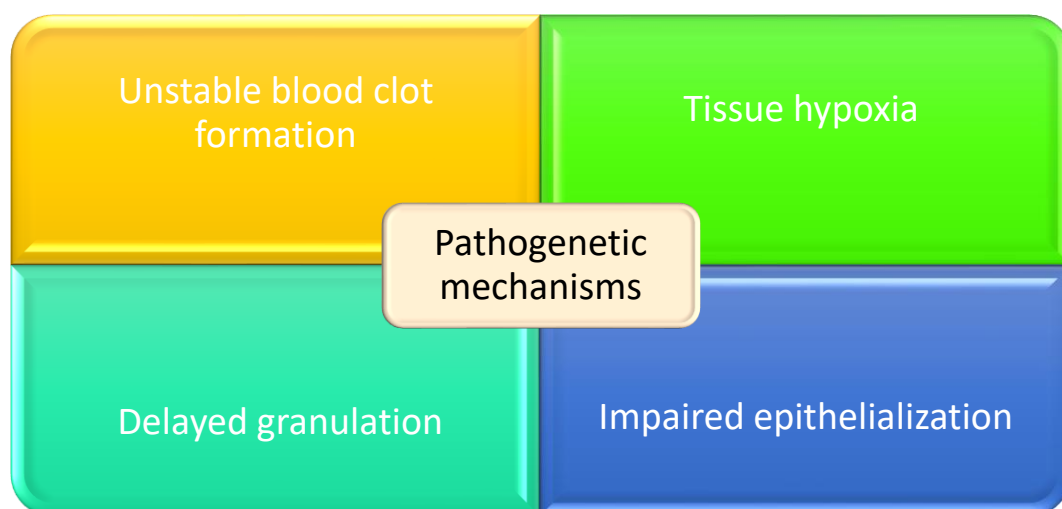 Unstable blood clot
formation
Tissue hypoxia
Pathogenetic
mechanisms
Delayed granulation
Impaired epithelialization